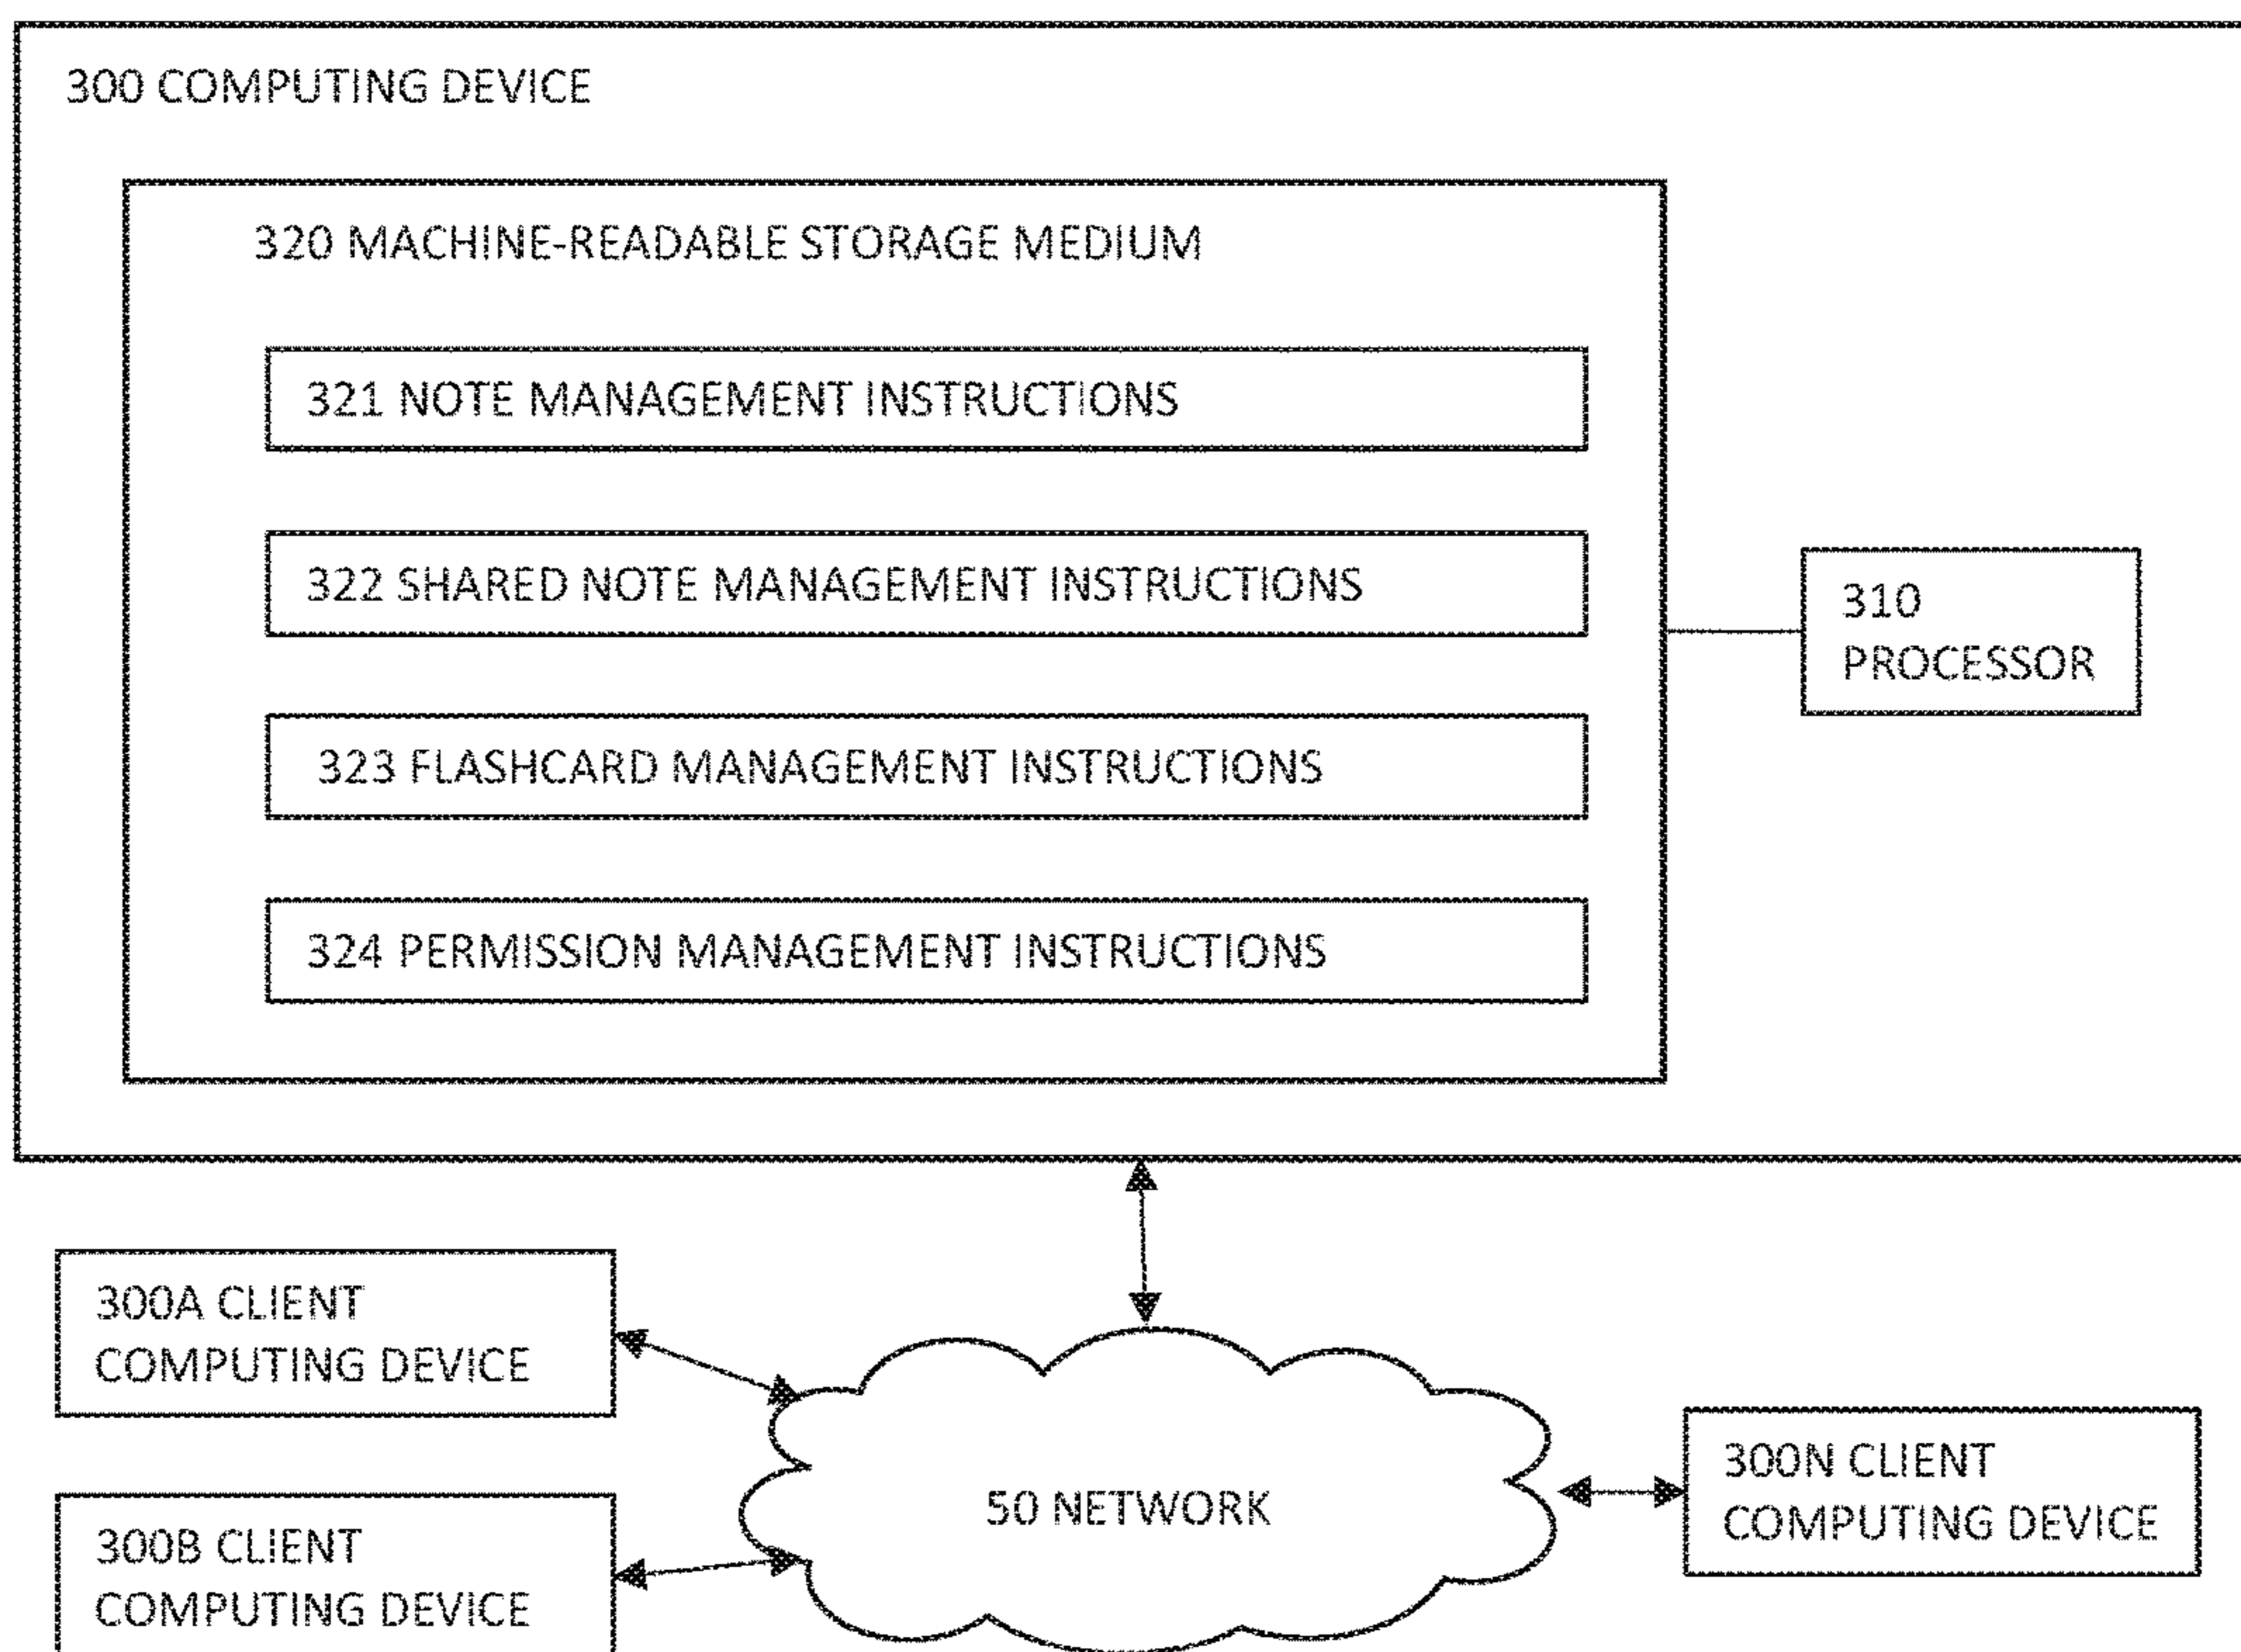 300 COMPUTING DEVICE
320 MACHINE-READABLE STORAGE MEDIUM
321 NOTE MANAGEMENT INSTRUCTIONS
322 SHARED NOTE MANAGEMENT INSTRUCTIONS
323 FLASHCARD MANAGEMENT INSTRUCTIONS
324 PERMISSION MANAGEMENT INSTRUCTIONS
310
PROCESSOR
300A CLIENT
COMPUTING DEVICE
300B CLIENT
COMPUTING DEVICE
50 NETWORK
300N CLIENT
COMPUTING DEVICE